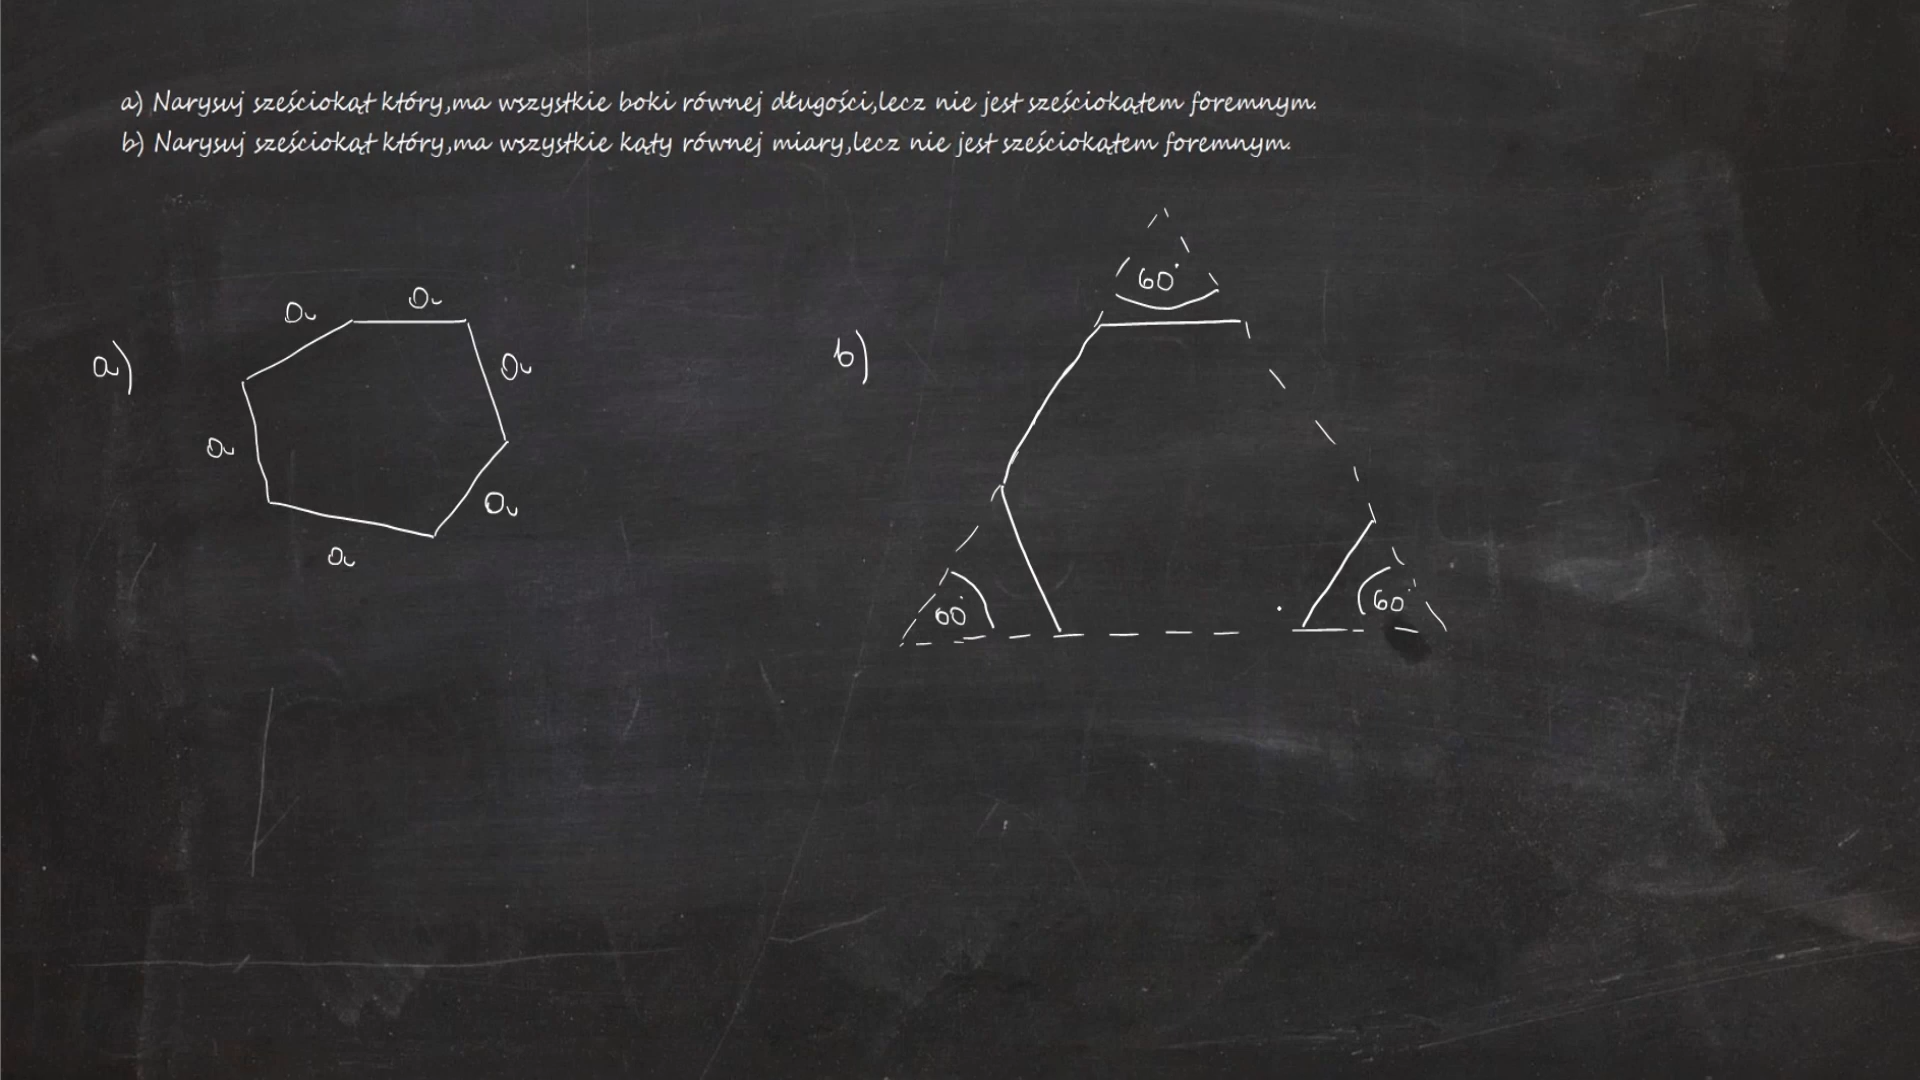 a) Narysuj sześciokąt który,ma wszystkie boki równej długości,lecz nie jest sześciokątem foremnym.
b) Narysuj sześciokąt który,ma wszystkie kąty równej miary,lecz nie jest sześciokątem foremnym.
60°
a a
a) a
b)
a
a
a
60°
60°